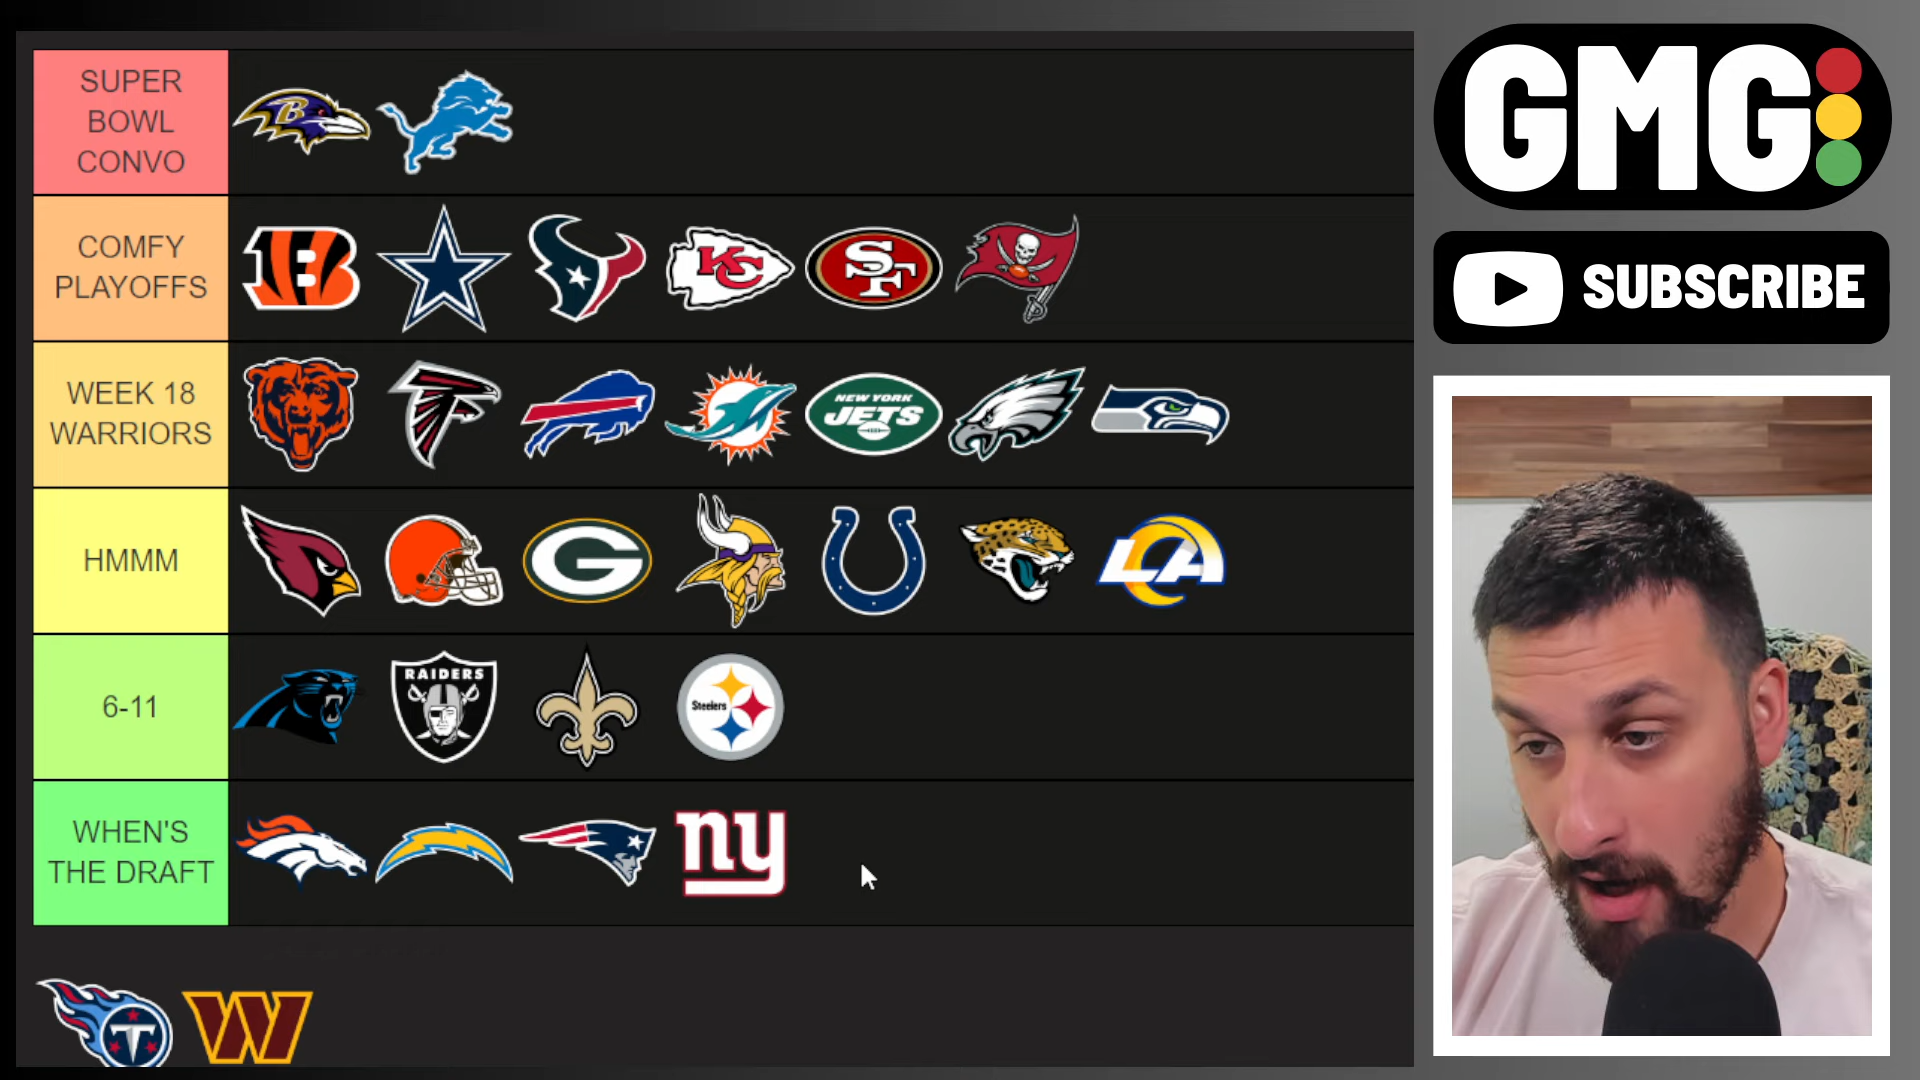 SUPER
BOWL
CONVO
B
COMFY
PLAYOFFS
B
KC
SF
WEEK 18
WARRIORS
NEW YORK
JETS
HMMM
G
LA
6-11
RAIDERS
Steelers
WHEN'S
THE DRAFT
ny
T
W
GMG
SUBSCRIBE